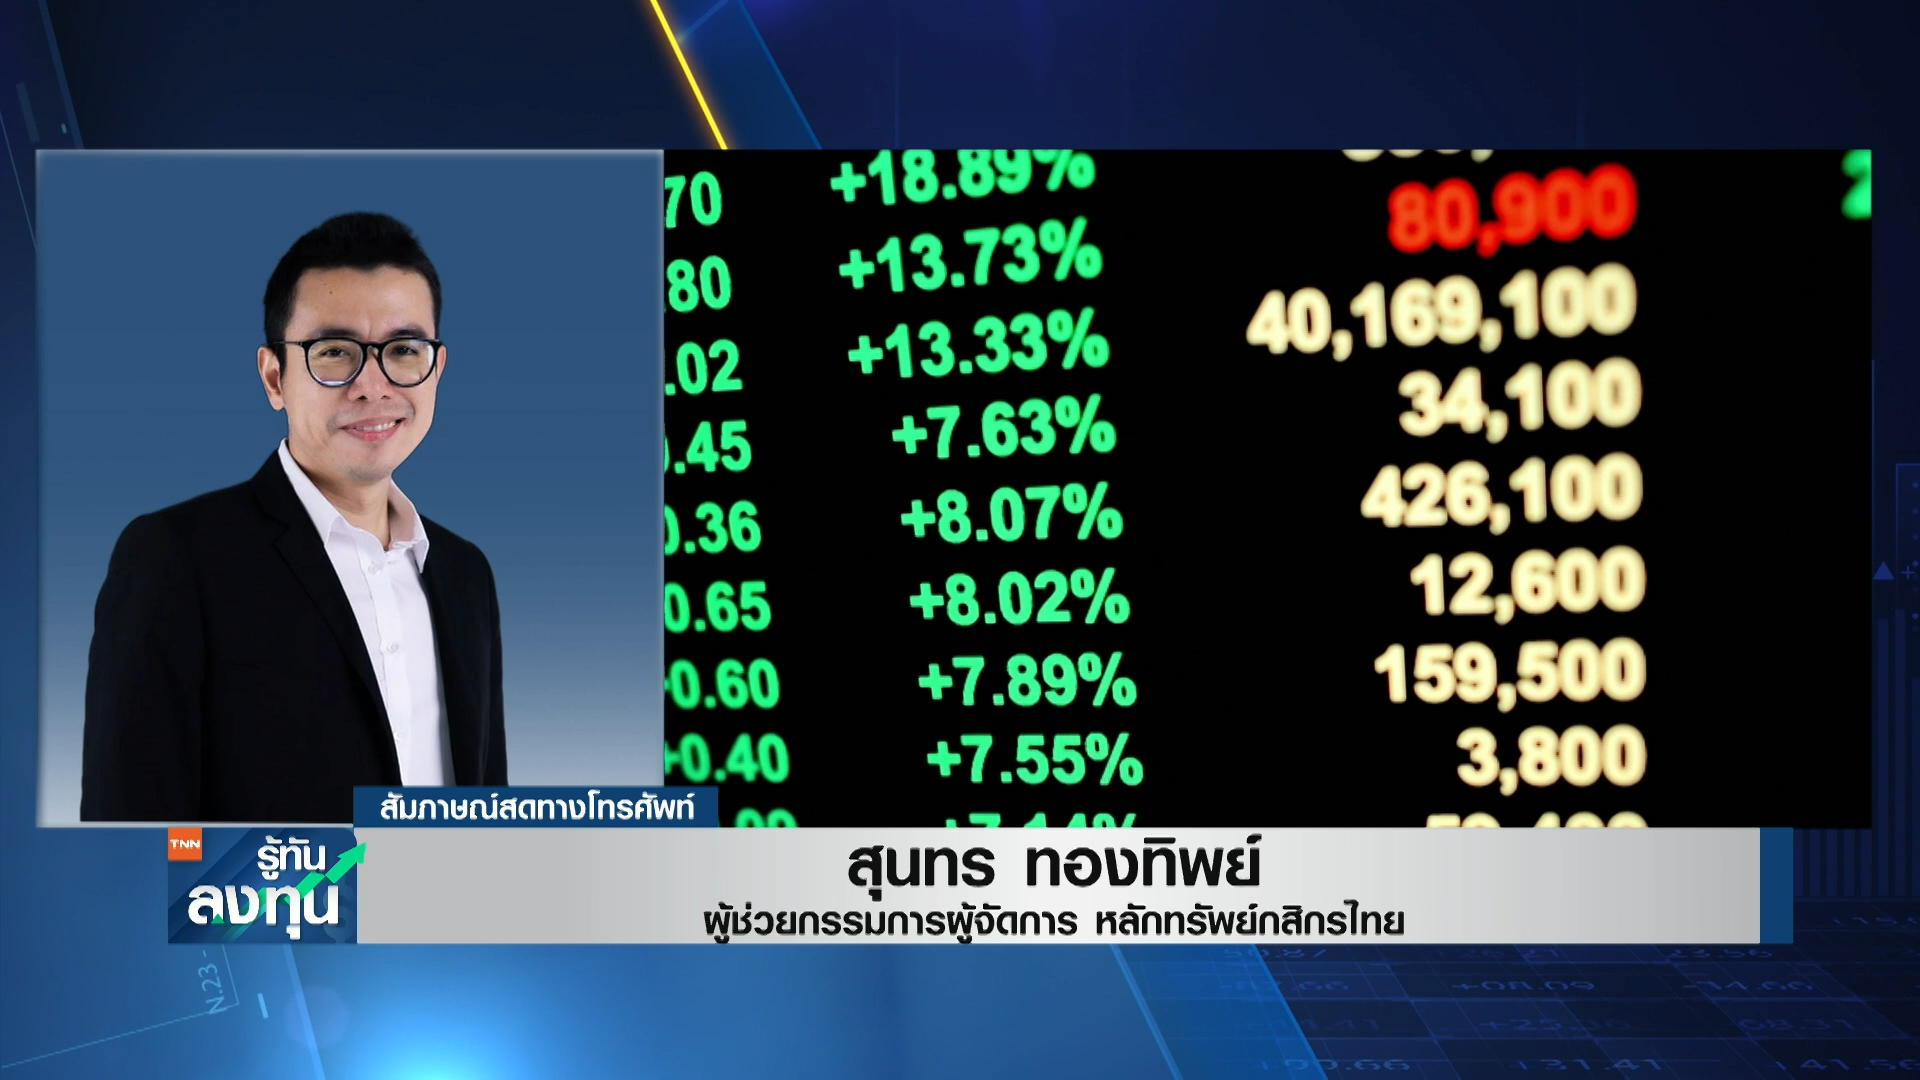 70 +18.89% 80,900
80 +13.73% 40,169,100
.02 +13.33% 34,100
.45 +7.63% 426,100
0.36 +8.07% 12,600
0.65 +8.02% 159,500
+0.60 +7.89% 3,800
+0.40 +7.55%
สัมภาษณ์สดทางโทรศัพท์
TNN
รู้ทัน
ลงทุน
สุนทร ทองทิพย์
ผู้ช่วยกรรมการผู้จัดการ หลักทรัพย์กสิกรไทย
N.23